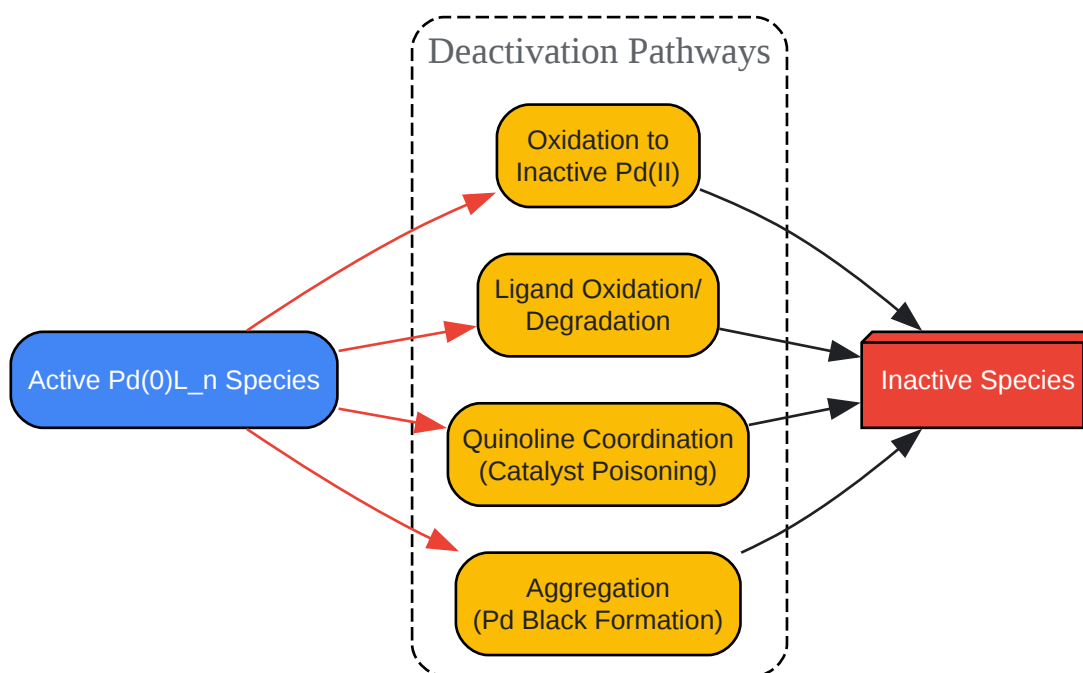 Deactivation Pathways
Oxidation to
Inactive Pd(II)
Ligand Oxidation/
Degradation
Active Pd(0)L_n Species
Inactive Species
Quinoline Coordination
(Catalyst Poisoning)
Aggregation
(Pd Black Formation)